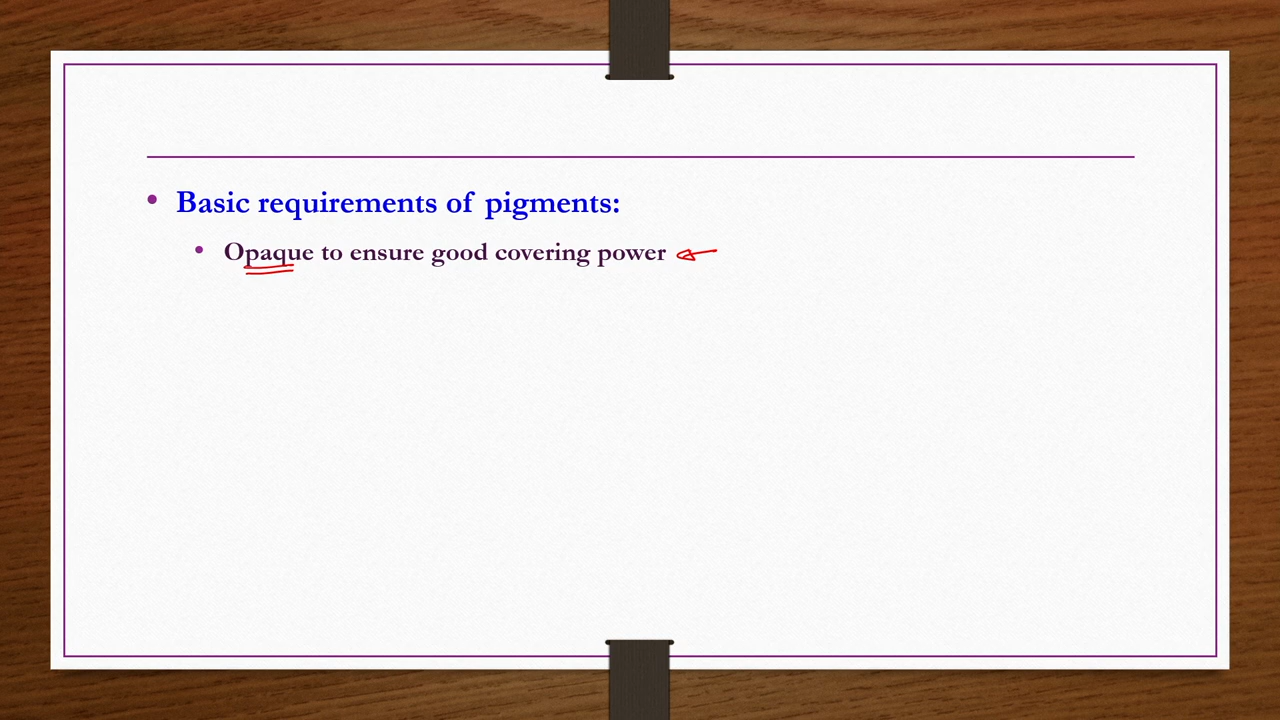 • Basic requirements of pigments:
• Opaque to ensure good covering power